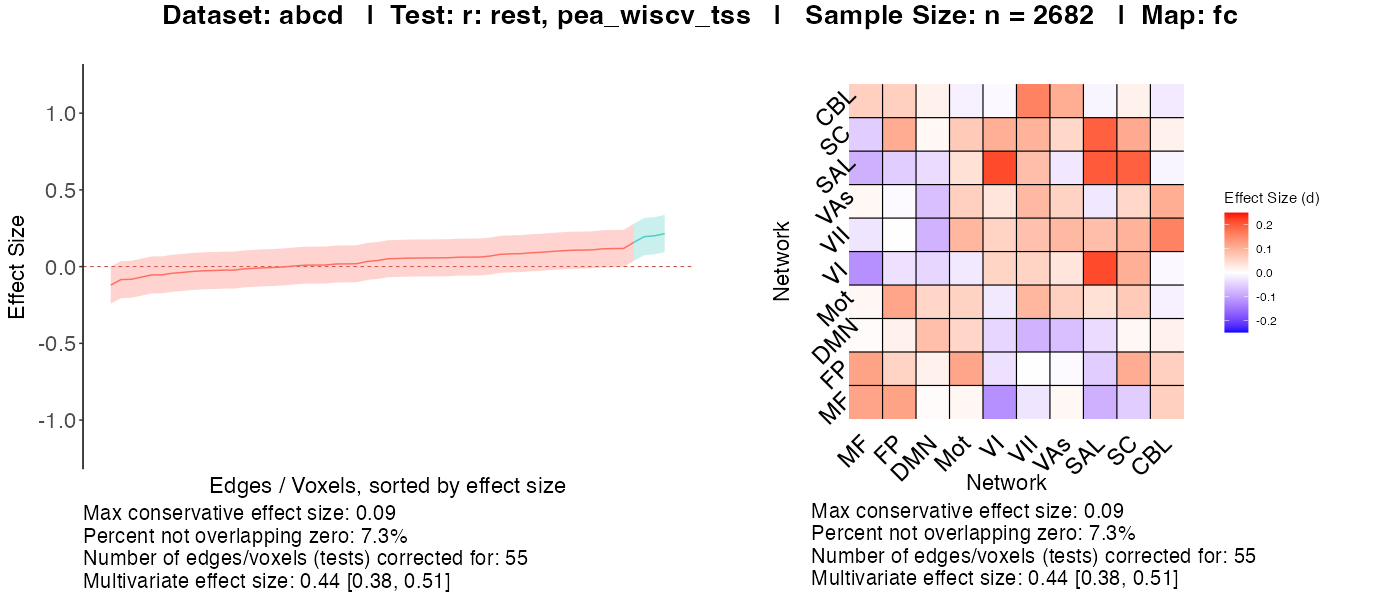 Dataset: abcd | Test: r: rest, pea_wiscv_tss | Sample Size: n = 2682 | Map: fc
Effect Size
1.0
0.5
0.0
-0.5
-1.0
Edges / Voxels, sorted by effect size
Max conservative effect size: 0.09
Percent not overlapping zero: 7.3%
Number of edges/voxels (tests) corrected for: 55
Multivariate effect size: 0.44 [0.38, 0.51]
Network
CBL
SC
SAL
VAs
VII
VI
Mot
DMN
FP
MF
MF FP DMN Mot VI VII VAs SAL SC CBL
Network
Effect Size (d)
0.2
0.1
0.0
-0.1
-0.2
Max conservative effect size: 0.09
Percent not overlapping zero: 7.3%
Number of edges/voxels (tests) corrected for: 55
Multivariate effect size: 0.44 [0.38, 0.51]